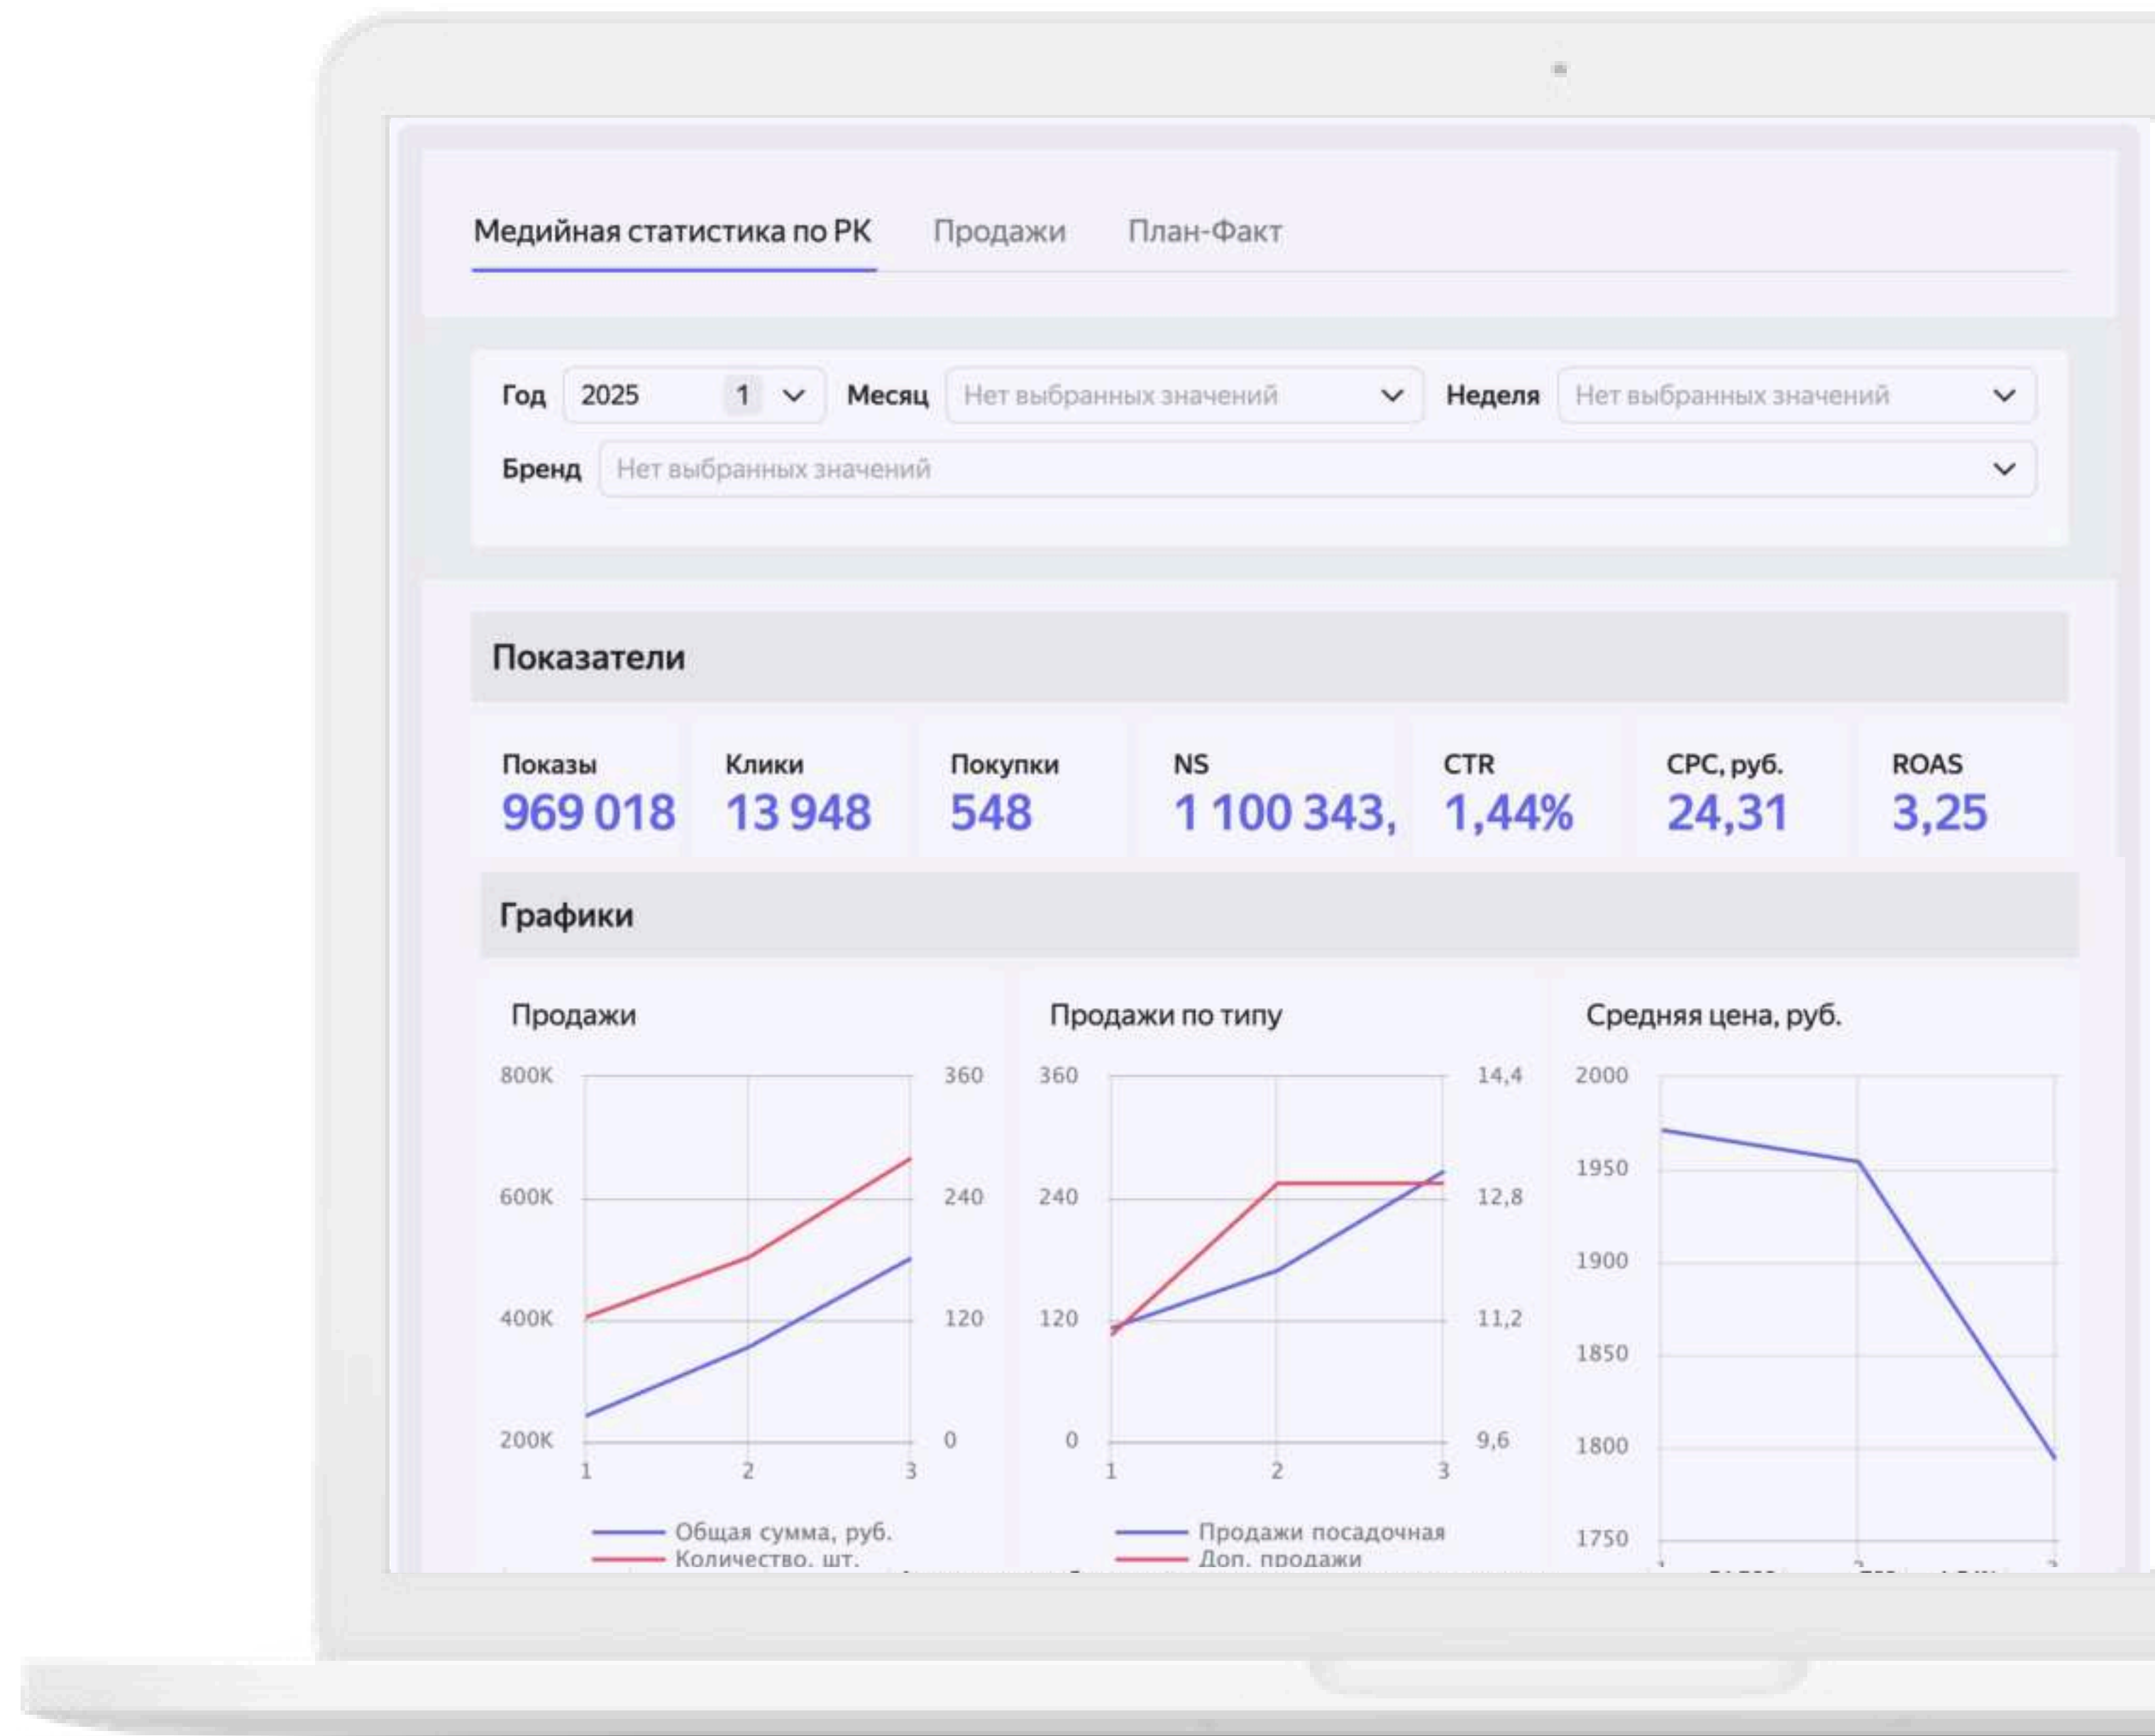 Медийная статистика по РК Продажи План-Факт
Год 2025 1 Месяц Нет выбранных значений Неделя Нет выбранных значений
Бренд Нет выбранных значений
Показатели
Показы Клики Покупки NS CTR CPC, руб. ROAS
969 018 13 948 548 1 100 343, 1,44% 24,31 3,25
Графики
Продажи
800K 360
600K 240
400K 120
200K 0
1 2 3
Общая сумма, руб.
Количество, шт.
Продажи по типу
360 14,4
240 12,8
120 11,2
0 9,6
1 2 3
Продажи посадочная
Доп. продажи
Средняя цена, руб.
2000
1950
1900
1850
1800
1750